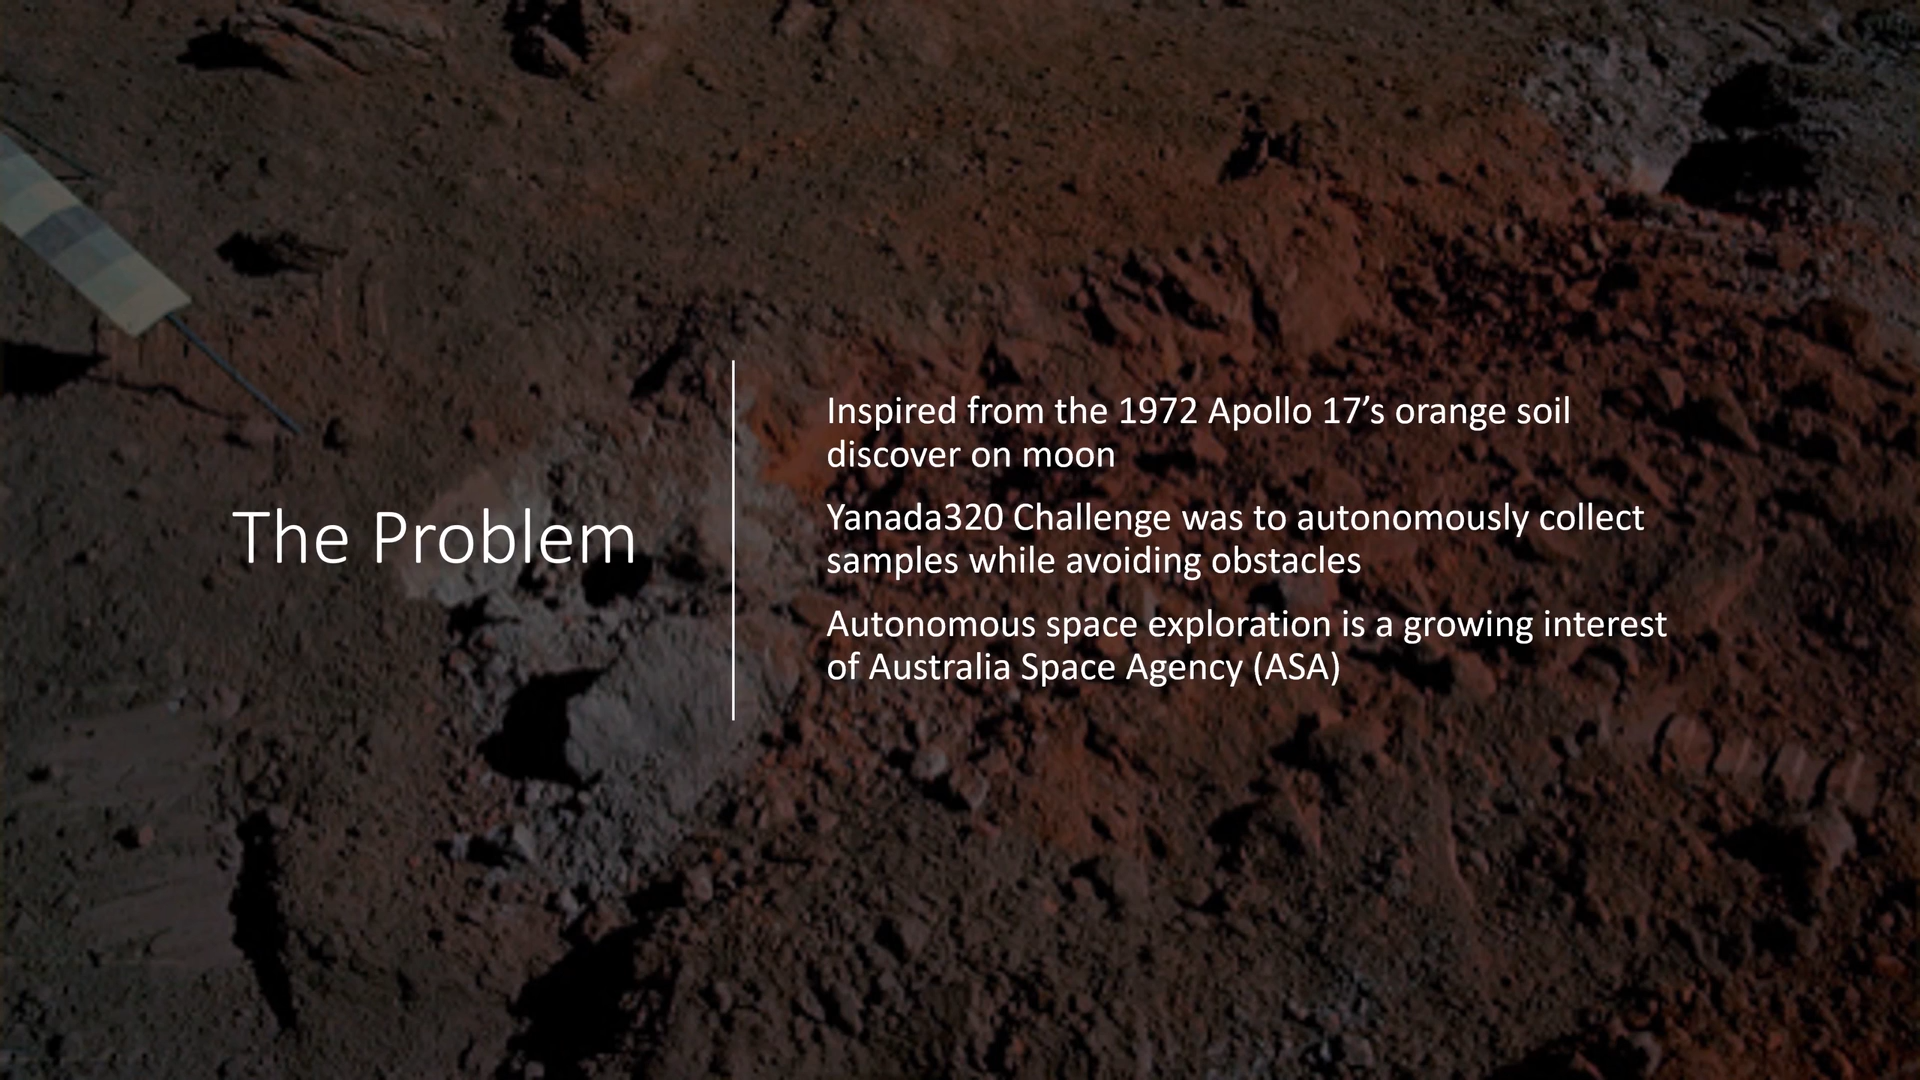 The Problem
Inspired from the 1972 Apollo 17’s orange soil
discover on moon
Yanada320 Challenge was to autonomously collect
samples while avoiding obstacles
Autonomous space exploration is a growing interest
of Australia Space Agency (ASA)